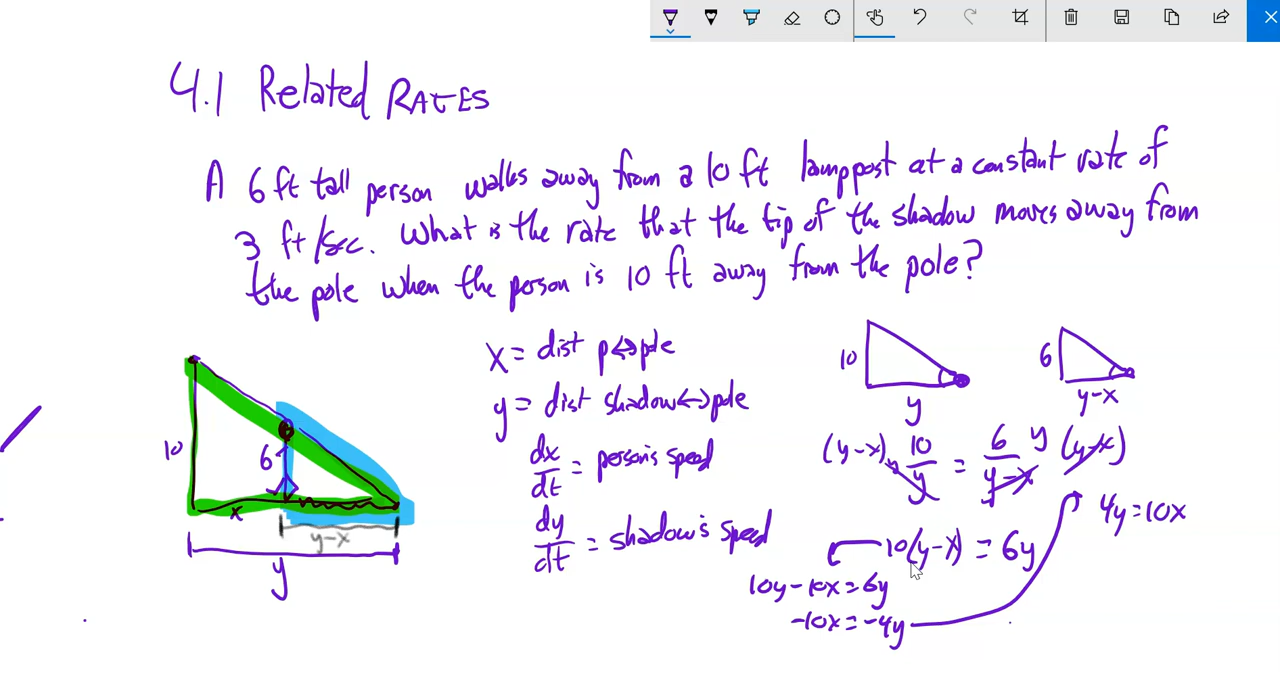 4.1 Related RATES
A 6ft tall person walks away from a 10 ft lamppost at a constant rate of
3 ft/sec. What is the rate that the tip of the shadow moves away from
the pole when the person is 10 ft away from the pole?
10
6
x
y-x
y
x = dist p↔pole
y = dist shadow↔pole
dx/dt = person's speed
dy/dt = shadow's speed
10
y
6
y-x
(y-x) 10/y = 6/(y-x) y (y-x)
4y=10x
10(y-x) = 6y
10y-10x=6y
-10x=-4y